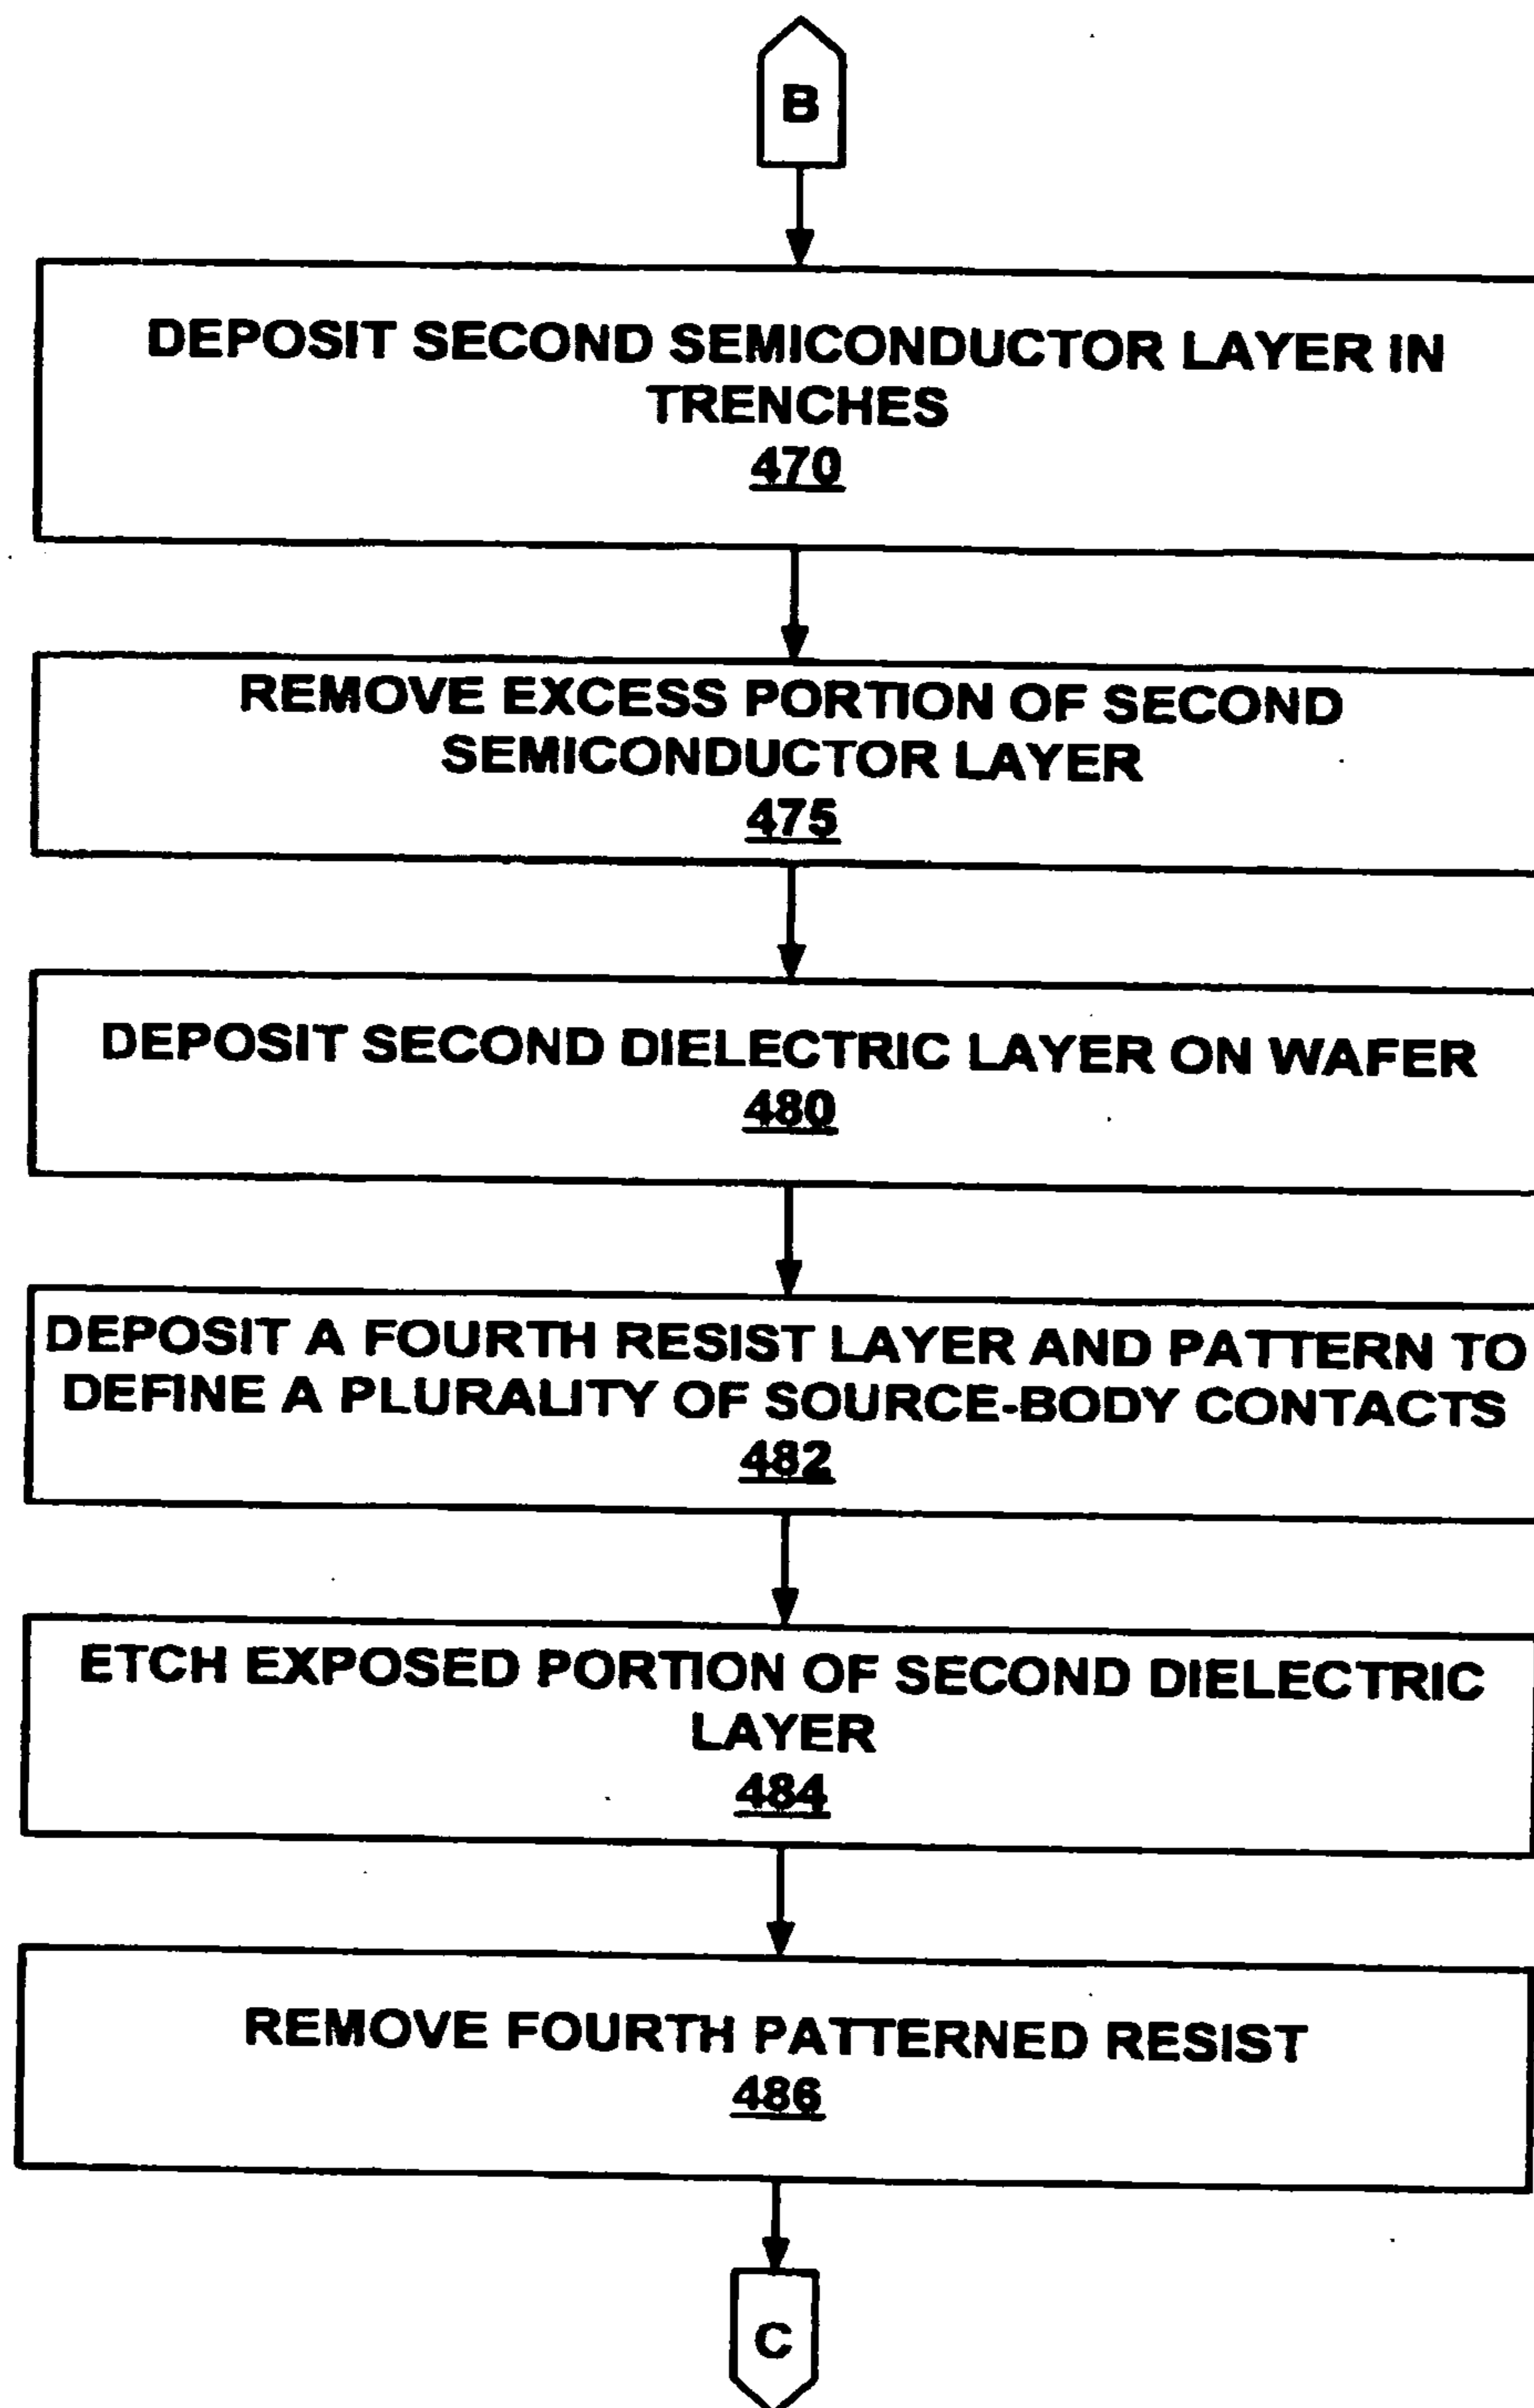 B
DEPOSIT SECOND SEMICONDUCTOR LAYER IN
TRENCHES
470
REMOVE EXCESS PORTION OF SECOND
SEMICONDUCTOR LAYER
475
DEPOSIT SECOND DIELECTRIC LAYER ON WAFER
480
DEPOSIT A FOURTH RESIST LAYER AND PATTERN TO
DEFINE A PLURALITY OF SOURCE-BODY CONTACTS
482
ETCH EXPOSED PORTION OF SECOND DIELECTRIC
LAYER
484
REMOVE FOURTH PATTERNED RESIST
486
C